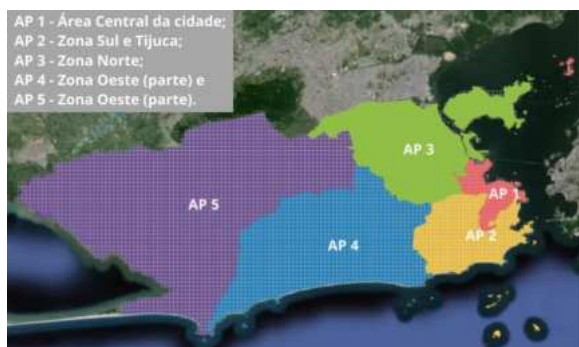 AP 1 - Área Central da cidade;
AP 2 - Zona Sul e Tijuca;
AP 3 - Zona Norte;
AP 4 - Zona Oeste (parte) e
AP 5 - Zona Oeste (parte).
AP 3
AP 1
AP 5
AP 2
AP 4